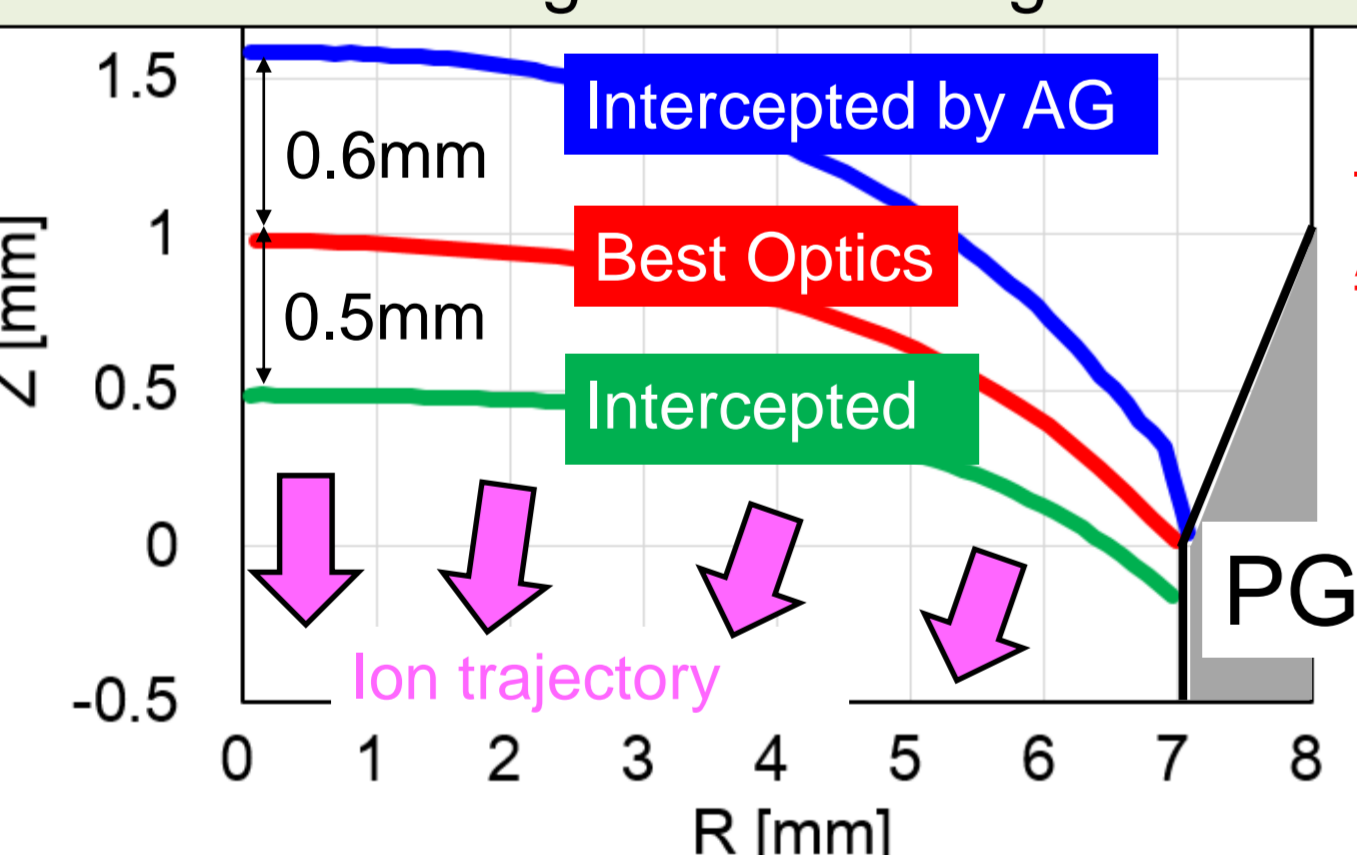 1.5
Intercepted by AG
0.6mm
1
Best Optics
0.5mm
Z [mm]
0.5
Intercepted
0
PG
Ion trajectory
-0.5
0 1 2 3 4 5 6 7 8
R [mm]